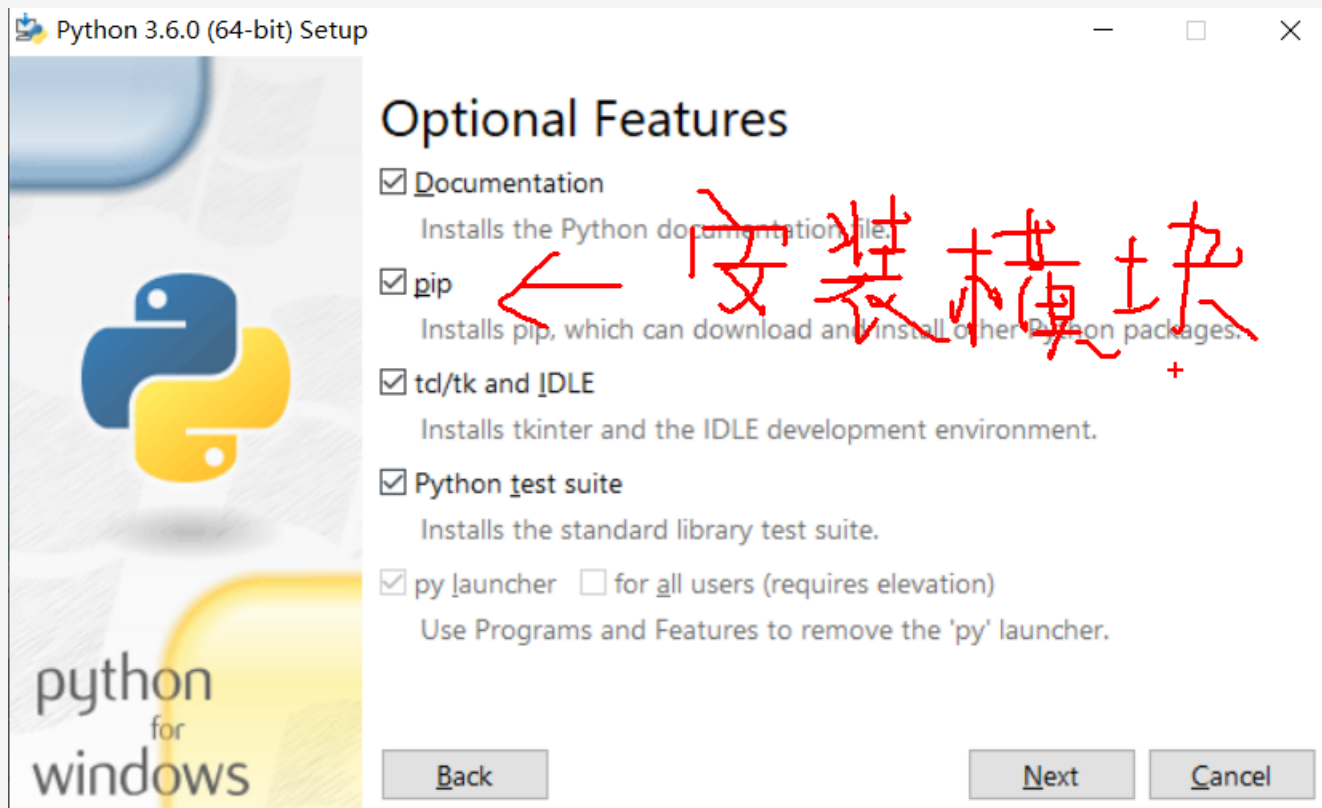 Python 3.6.0 (64-bit) Setup
Optional Features
Documentation
Installs the Python documentation file.
安装模块
pip
Installs pip, which can download and install other Python packages.
tcl/tk and IDLE
Installs tkinter and the IDLE development environment.
Python test suite
Installs the standard library test suite.
py launcher for all users (requires elevation)
Use Programs and Features to remove the 'py' launcher.
python
for
windows
Back Next Cancel